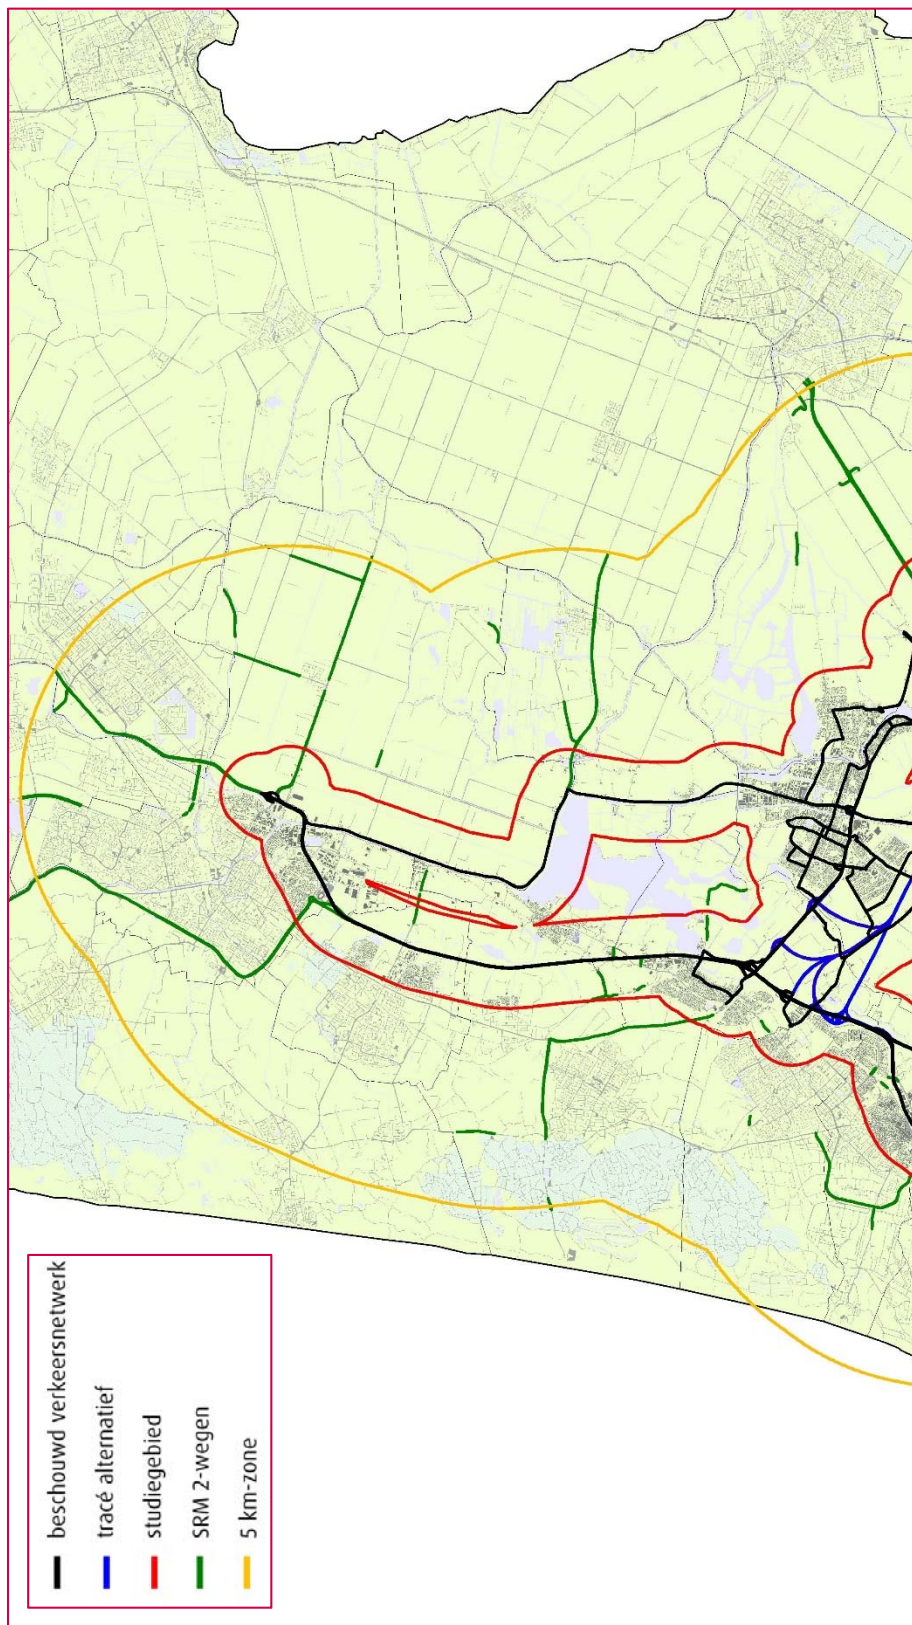 beschouwd verkeersnetwerk
tracé alternatief
studiegebied
SRM 2-wegen
5 km-zone